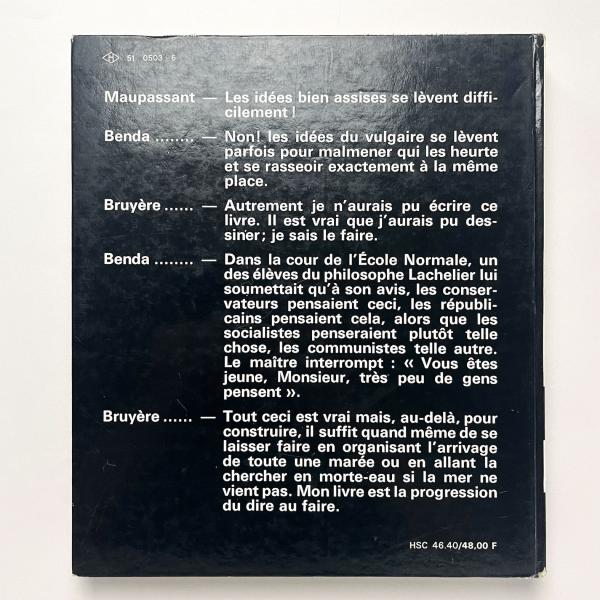 H 51 0503 6
Maupassant — Les idées bien assises se lèvent diffi-
cilement !
Benda ........ — Non! les idées du vulgaire se lèvent
parfois pour malmener qui les heurte
et se rasseoir exactement à la même
place.
Bruyère ...... — Autrement je n'aurais pu écrire ce
livre. Il est vrai que j'aurais pu des-
siner; je sais le faire.
Benda ........ — Dans la cour de l'École Normale, un
des élèves du philosophe Lachelier lui
soumettait qu'à son avis, les conser-
vateurs pensaient ceci, les républi-
cains pensaient cela, alors que les
socialistes penseraient plutôt telle
chose, les communistes telle autre.
Le maître interrompt : « Vous êtes
jeune, Monsieur, très peu de gens
pensent ».
Bruyère ...... — Tout ceci est vrai mais, au-delà, pour
construire, il suffit quand même de se
laisser faire en organisant l'arrivage
de toute une marée ou en allant la
chercher en morte-eau si la mer ne
vient pas. Mon livre est la progression
du dire au faire.
HSC 46.40/48,00 F